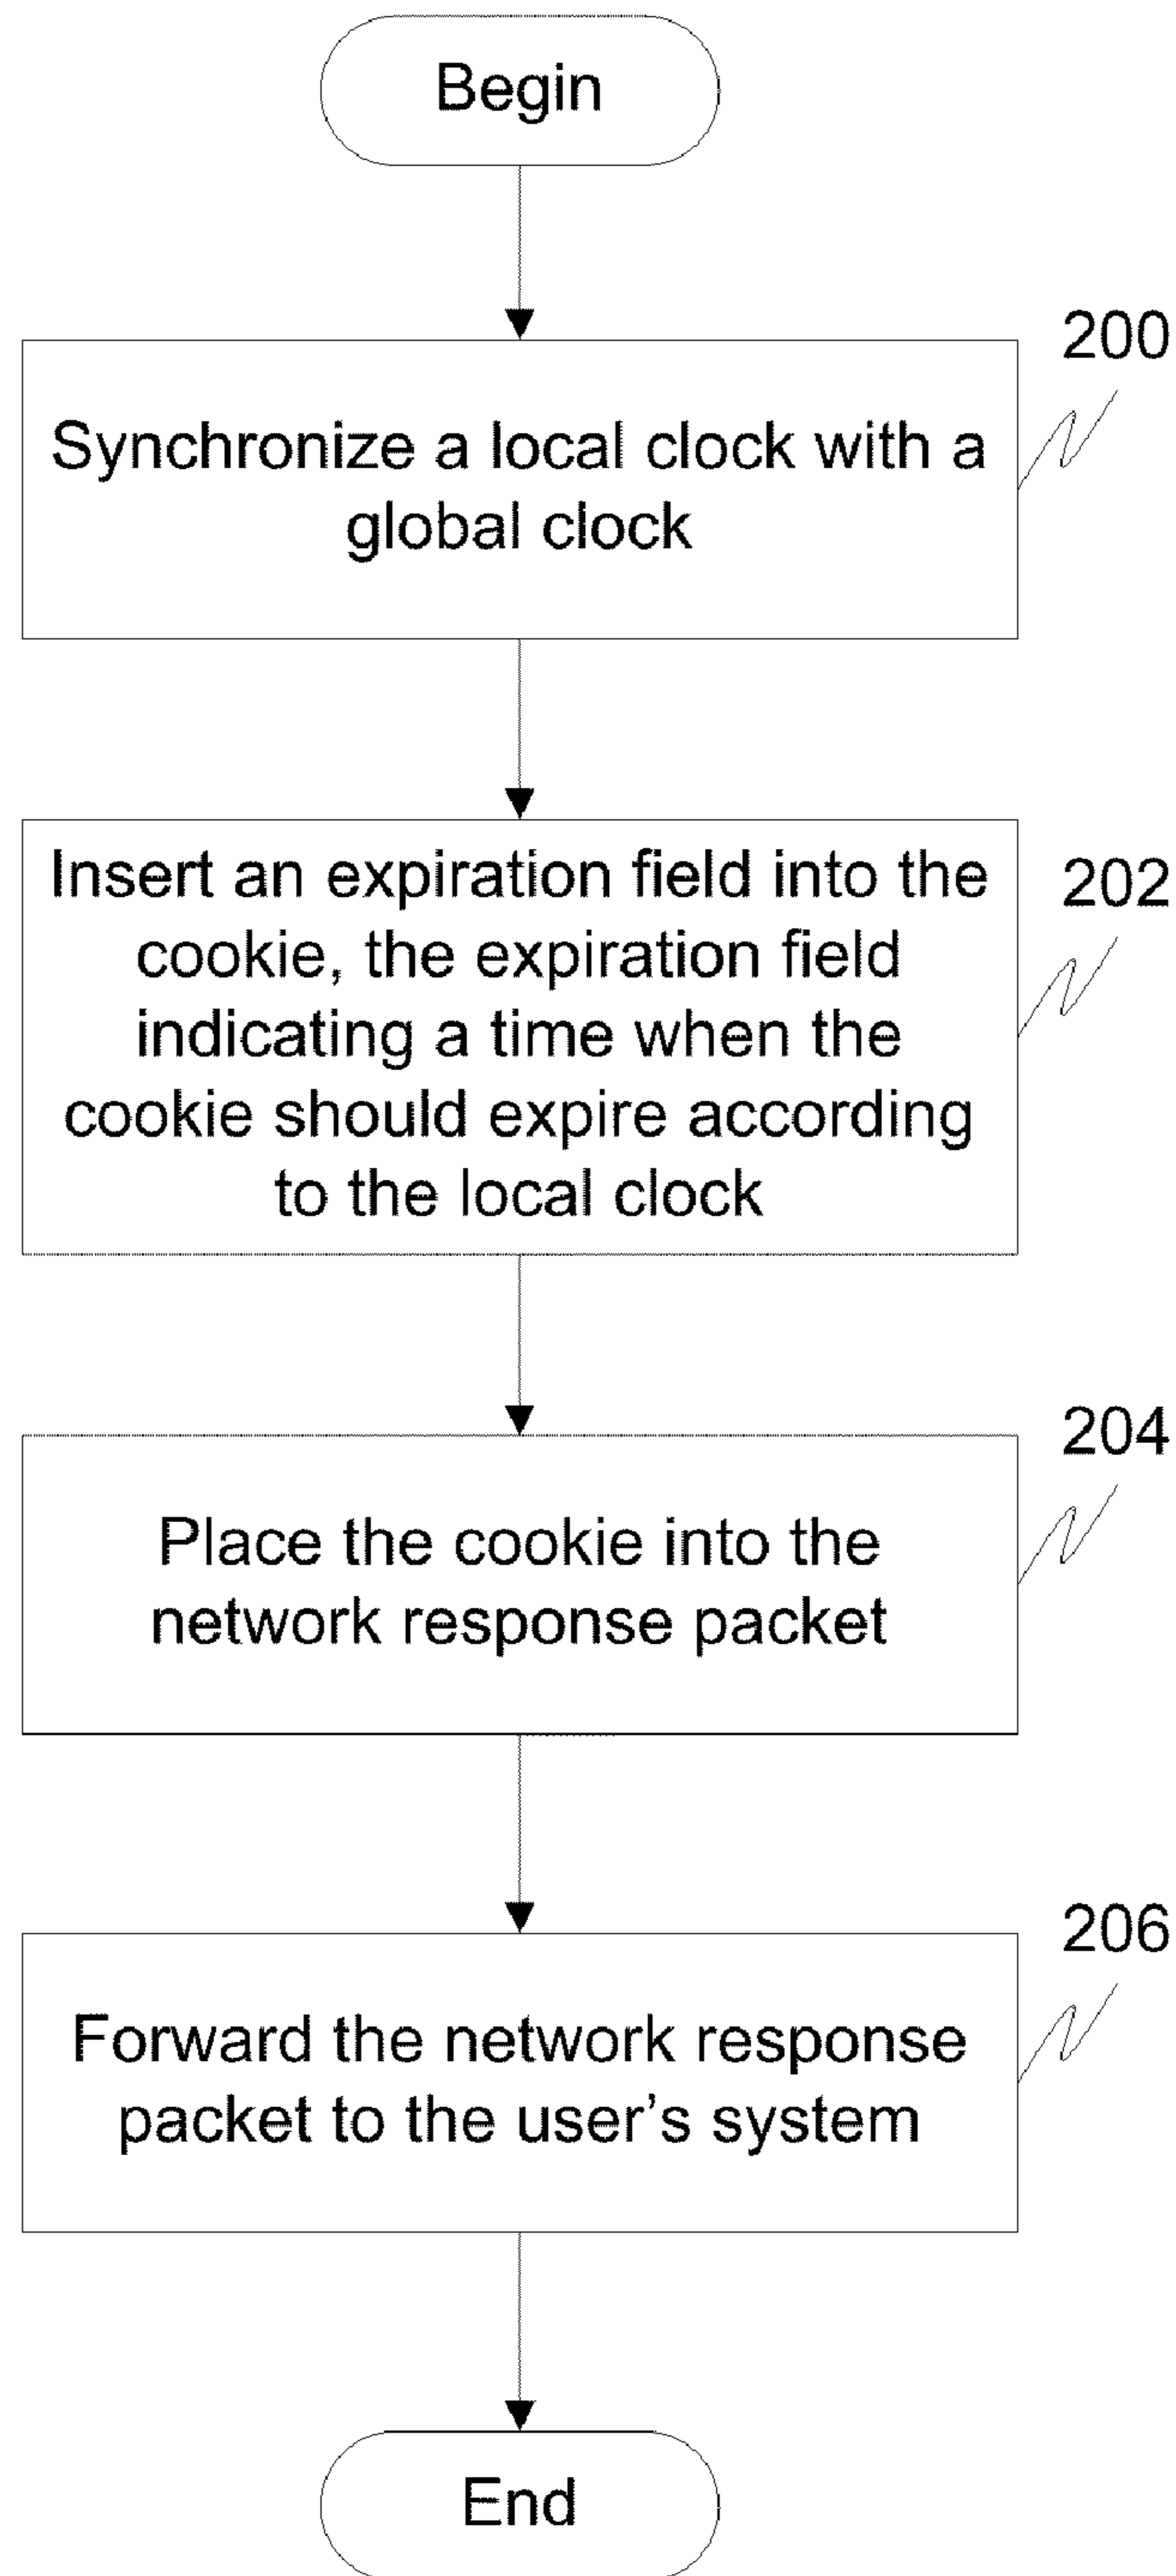 Begin
200
Synchronize a local clock with a
global clock
Insert an expiration field into the
202
cookie, the expiration field
indicating a time when the
cookie should expire according
to the local clock
204
Place the cookie into the
network response packet
206
Forward the network response
packet to the user’s system
End